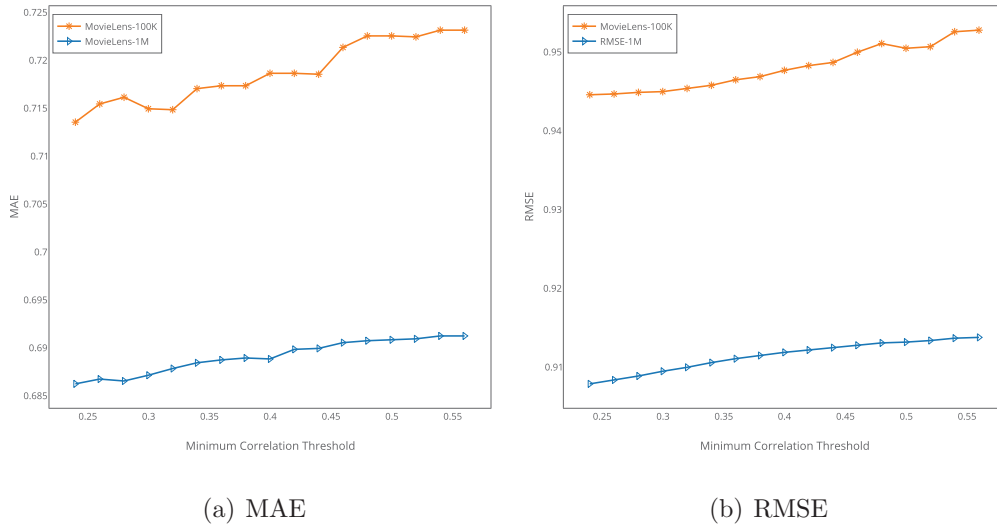 MovieLens-100K
MovieLens-1M
0.725
0.72
0.715
0.71
0.705
0.7
0.695
0.69
0.685
MAE
0.25
0.3
0.35
0.4
0.45
0.5
0.55
Minimum Correlation Threshold
(a) MAE
MovieLens-100K
RMSE-1M
0.95
0.94
0.93
0.92
0.91
RMSE
0.25
0.3
0.35
0.4
0.45
0.5
0.55
Minimum Correlation Threshold
(b) RMSE